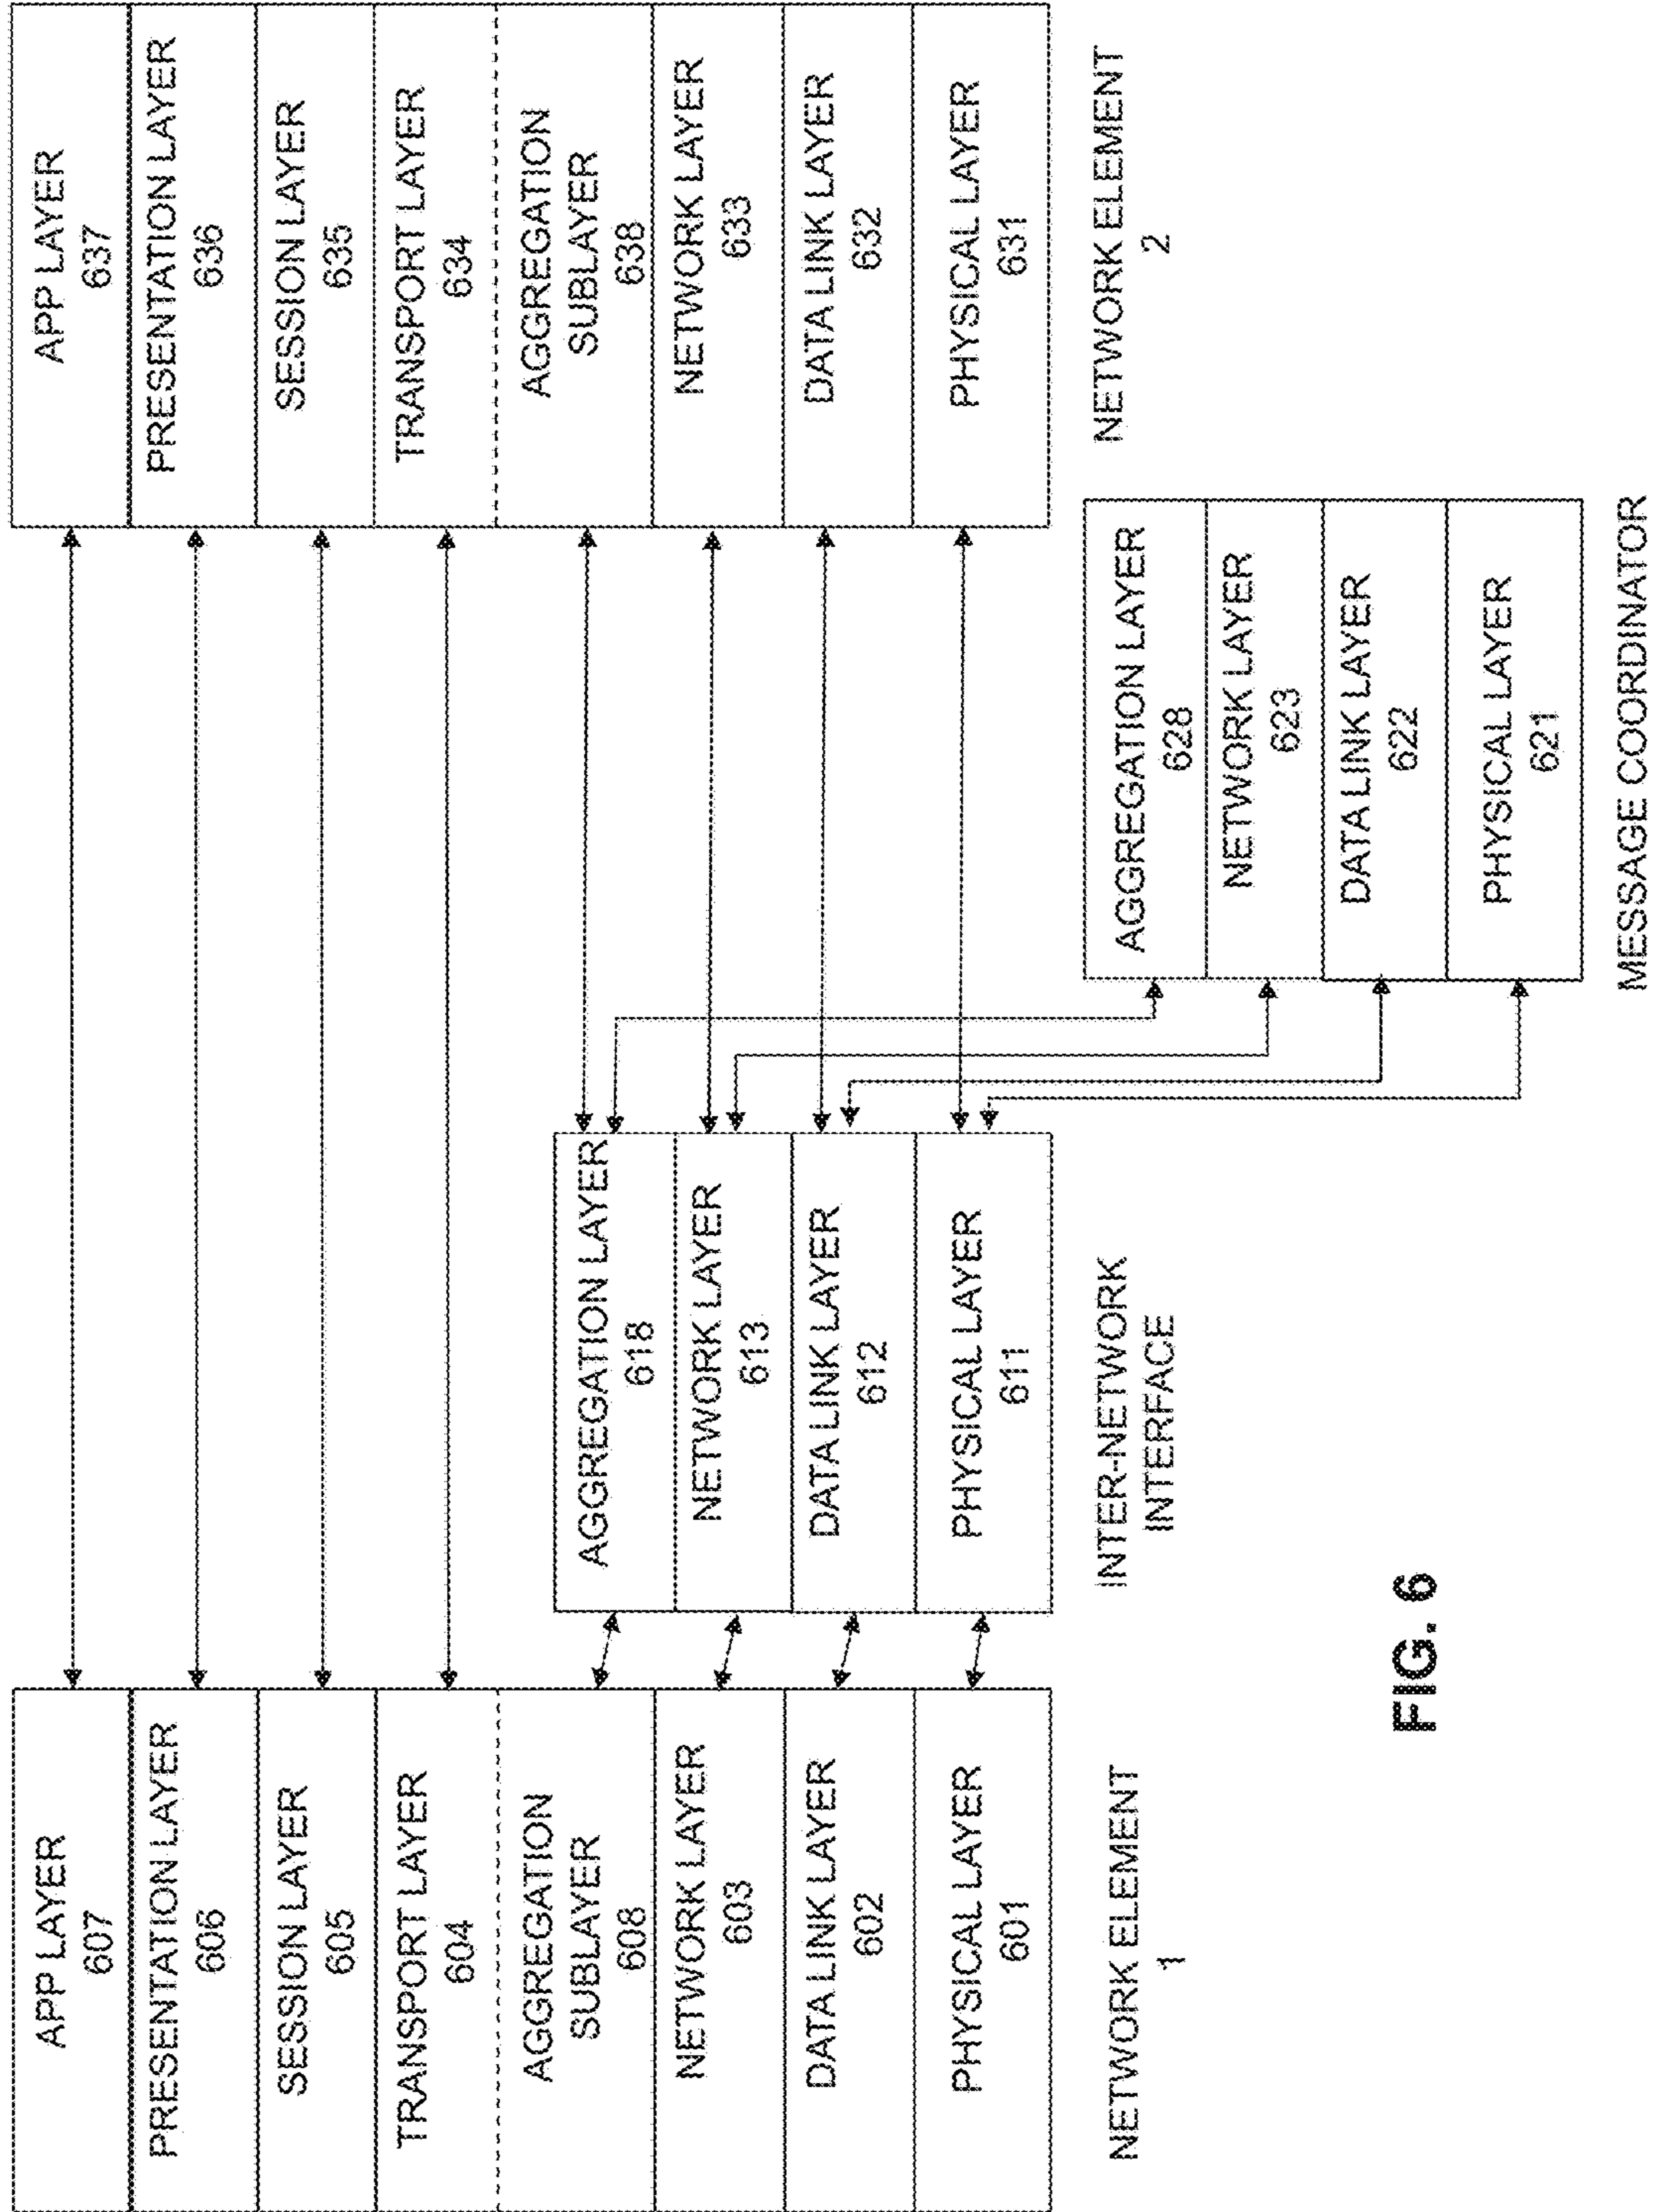 APP LAYER
607
PRESENTATION LAYER
606
SESSION LAYER
605
TRANSPORT LAYER
604
AGGREGATION
SUBLAYER
608
NETWORK LAYER
603
DATA LINK LAYER
602
PHYSICAL LAYER
601
NETWORK ELEMENT
1
AGGREGATION LAYER
618
NETWORK LAYER
613
DATA LINK LAYER
612
PHYSICAL LAYER
611
INTER-NETWORK
INTERFACE
AGGREGATION LAYER
628
NETWORK LAYER
623
DATA LINK LAYER
622
PHYSICAL LAYER
621
MESSAGE COORDINATOR
APP LAYER
637
PRESENTATION LAYER
636
SESSION LAYER
635
TRANSPORT LAYER
634
AGGREGATION
SUBLAYER
638
NETWORK LAYER
633
DATA LINK LAYER
632
PHYSICAL LAYER
631
NETWORK ELEMENT
2
FIG. 6